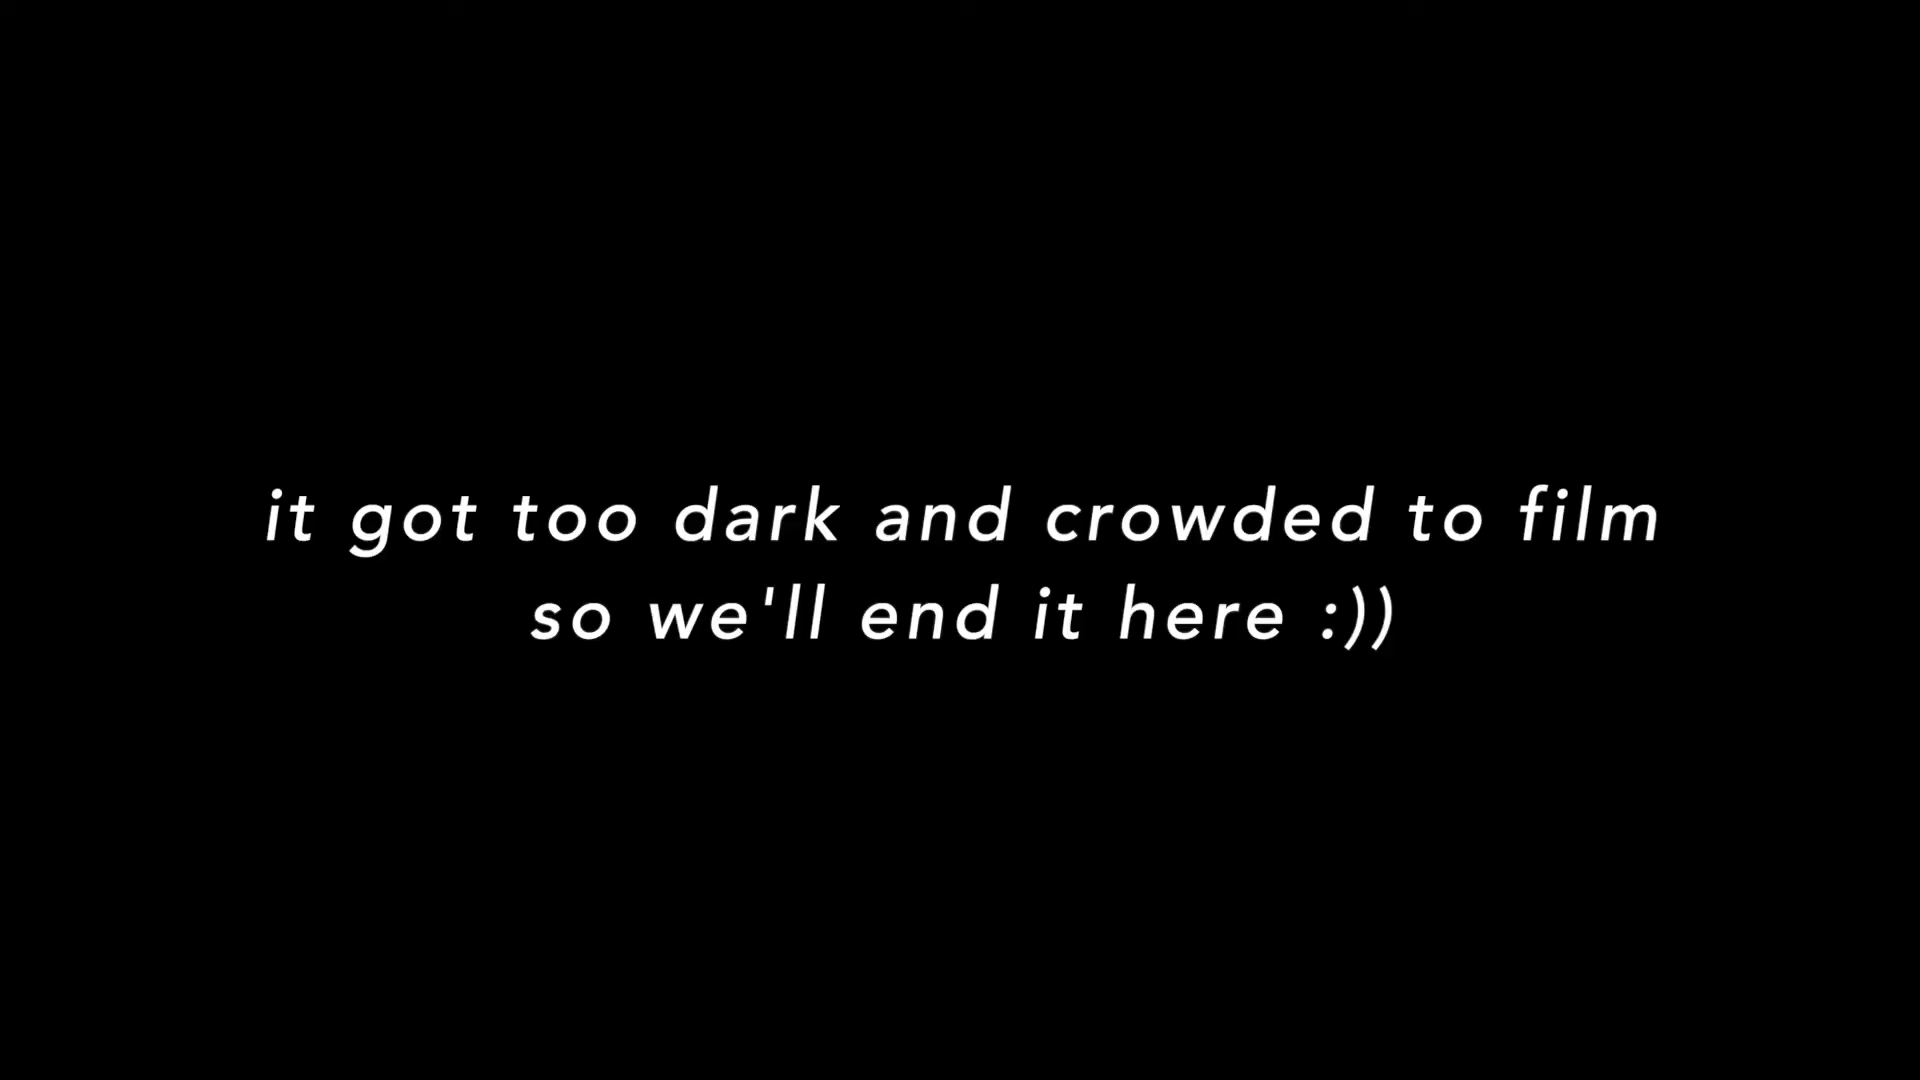 it got too dark and crowded to film
so we'll end it here :))